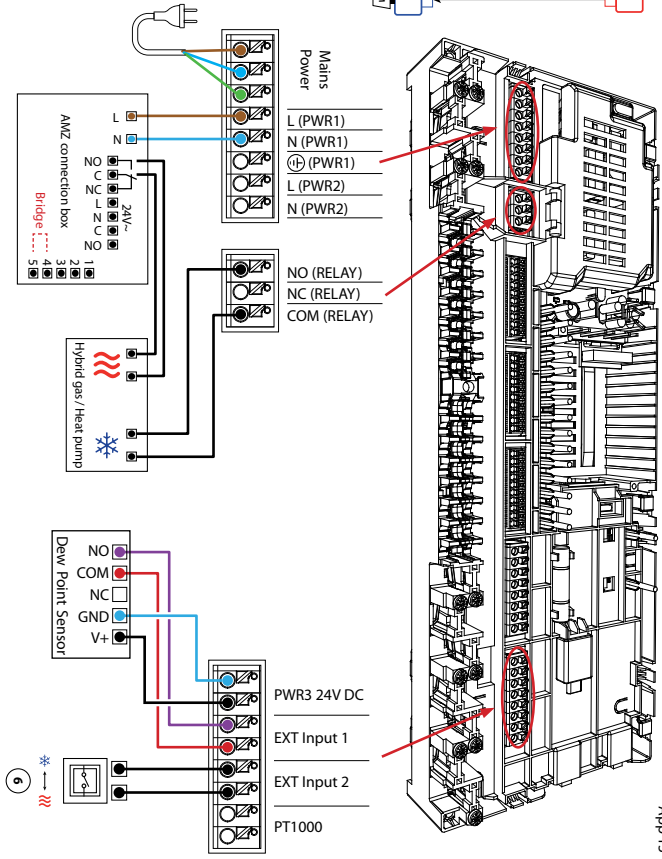 App 15
Mains
Power
L (PWR1)
N (PWR1)
(PWR1)
L (PWR2)
N (PWR2)
NO (RELAY)
NC (RELAY)
COM (RELAY)
L
N
NO
C
NC
L
N
C
NO
24V~
AMZ connection box
Bridge
1
2
3
4
5
Hybrid gas / Heat pump
Dew Point Sensor
NO
COM
NC
GND
V+
PWR3 24V DC
EXT Input 1
EXT Input 2
PT1000
6